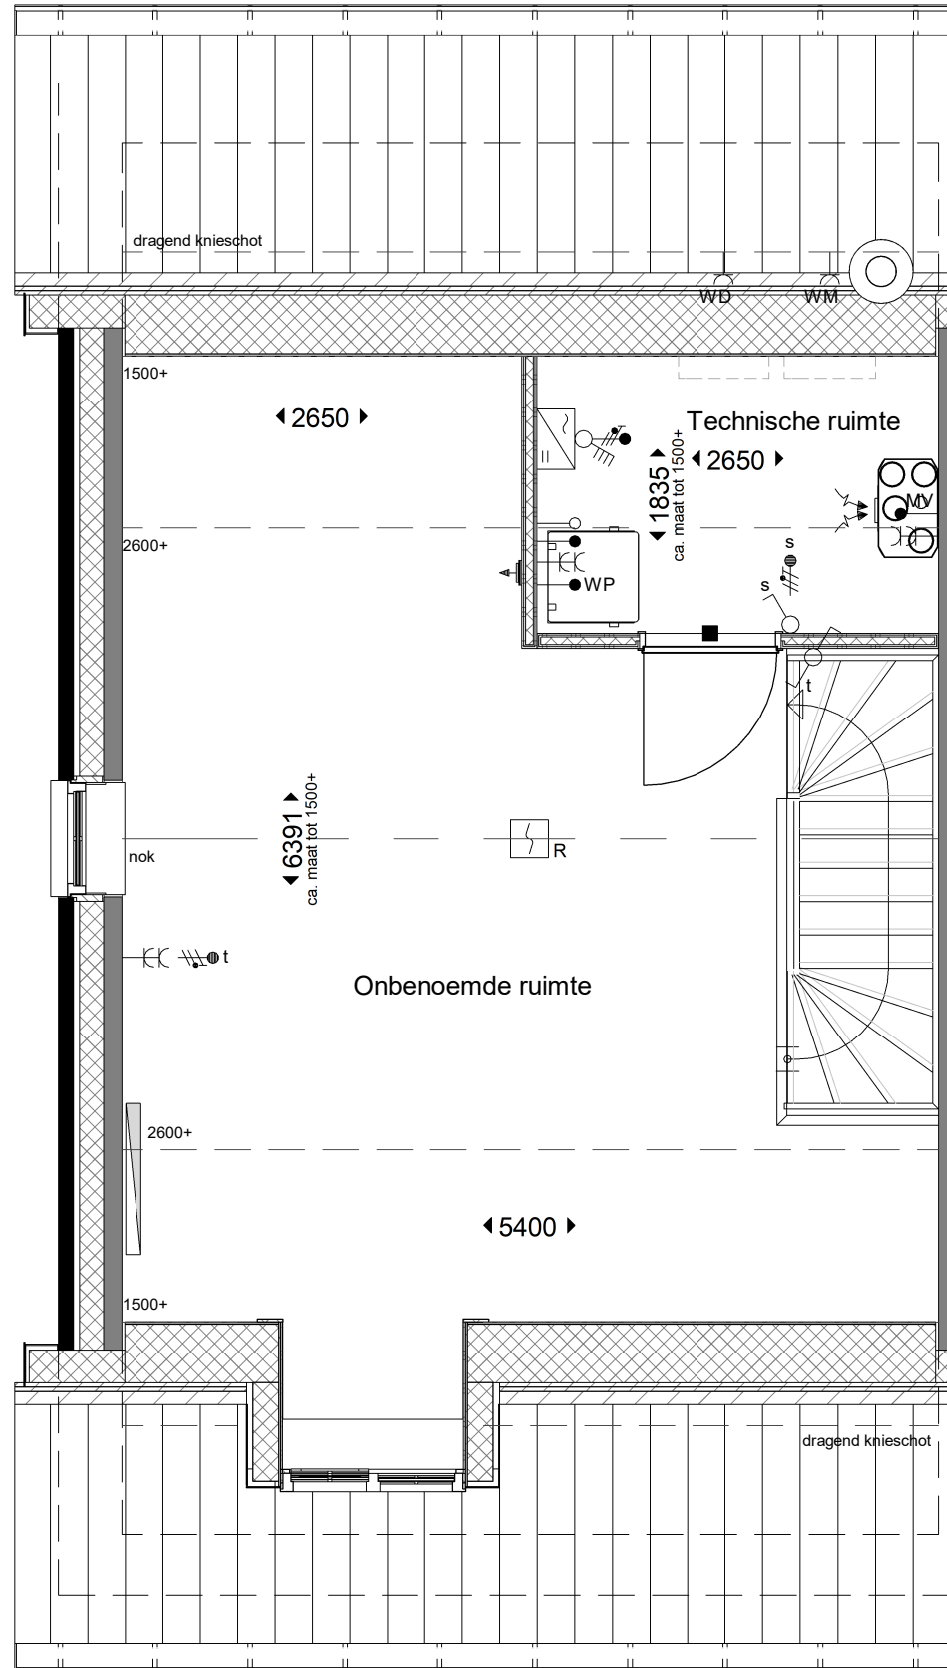 dragend knieschot
WD
WM
1500+
2650
Technische ruimte
1835
ca. maat tot 1500+
2650
MV
2600+
s
WP
s
t
6391
ca. maat tot 1500+
nok
R
t
Onbenoemde ruimte
2600+
5400
1500+
dragend knieschot